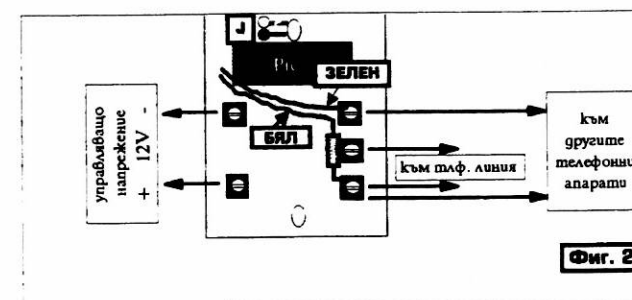 J
ЗЕЛЕН
БЯЛ
управляващо
напрежение
+ 12V -
към тлф. линия
към
другите
телефонни
апарати
Фиг. 2